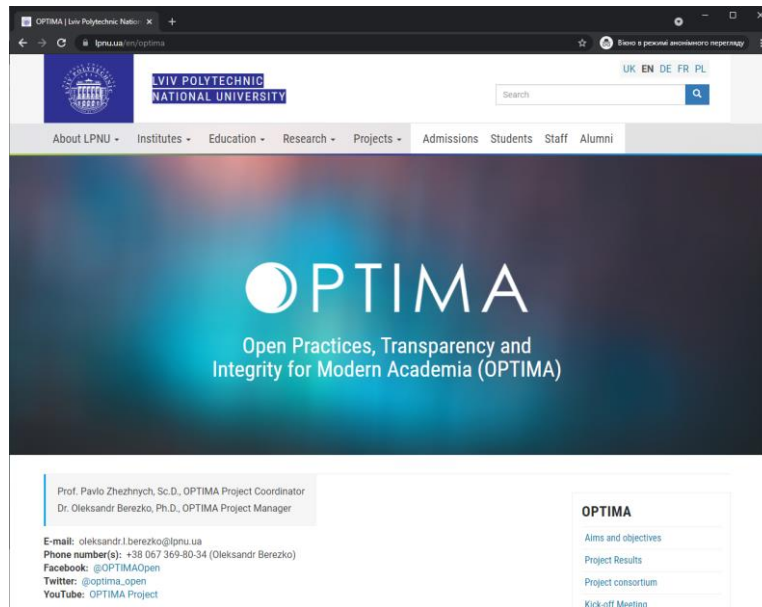 OPTIMA | Lviv Polytechnic Nation
lpnu.ua/en/optima
Вікно в режимі анонімного перегляду
UK EN DE FR PL
LVIV POLYTECHNIC
NATIONAL UNIVERSITY
Search
About LPNU Institutes Education Research Projects Admissions Students Staff Alumni
OPTIMA
Open Practices, Transparency and
Integrity for Modern Academia (OPTIMA)
Prof. Pavlo Zhezhnych, Sc.D., OPTIMA Project Coordinator
Dr. Oleksandr Berezko, Ph.D., OPTIMA Project Manager
E-mail: oleksandr.l.berezko@lpnu.ua
Phone number(s): +38 067 369-80-34 (Oleksandr Berezko)
Facebook: @OPTIMAOpen
Twitter: @optima_open
YouTube: OPTIMA Project
OPTIMA
Aims and objectives
Project Results
Project consortium
Kick-off Meeting